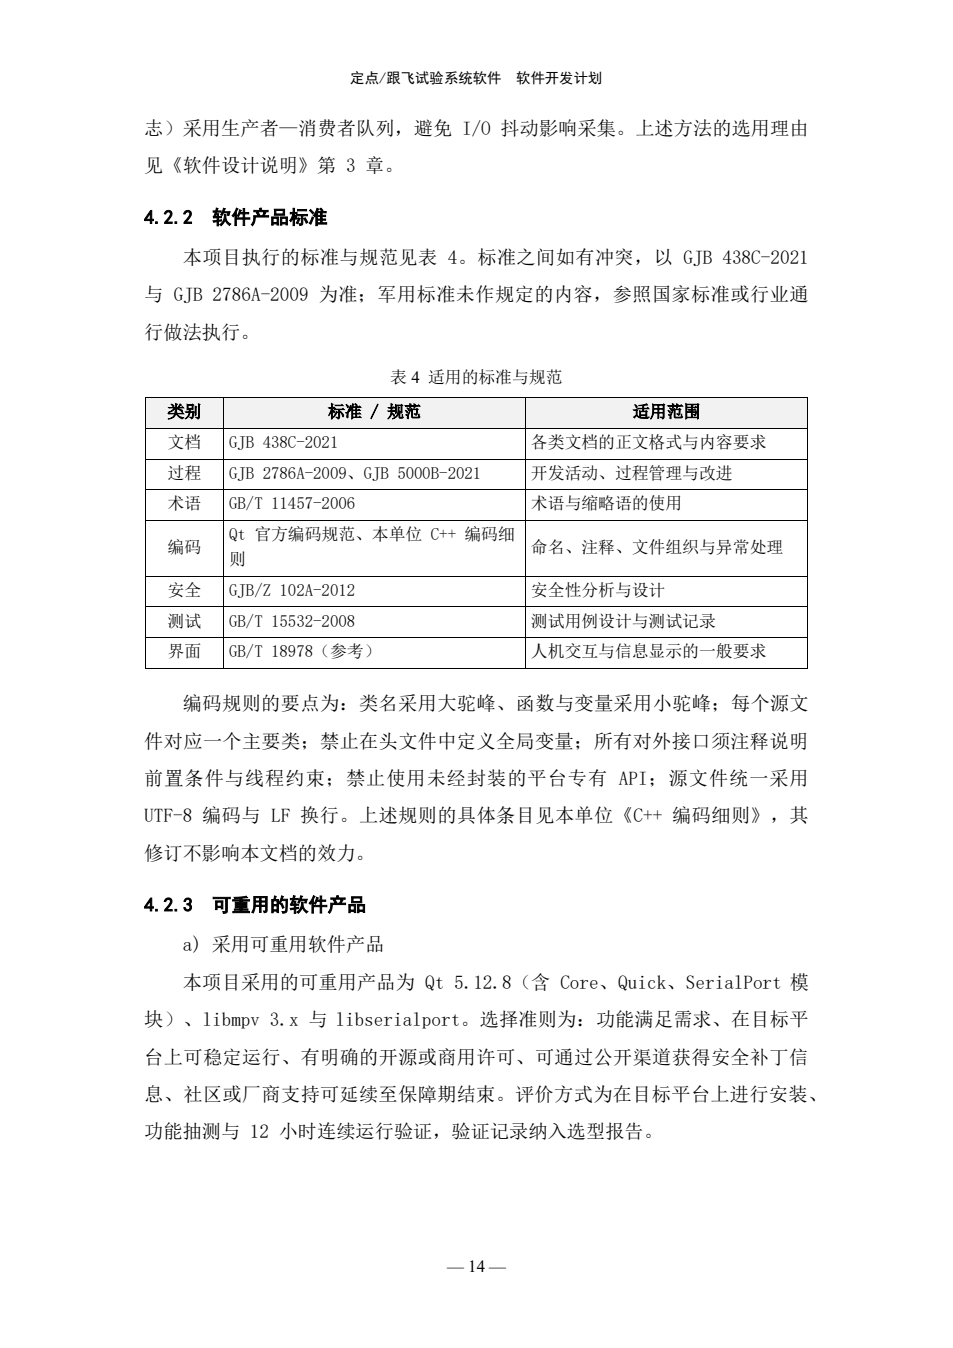 定点/跟飞试验系统软件　软件开发计划
志）采用生产者—消费者队列，避免 I/O 抖动影响采集。上述方法的选用理由
见《软件设计说明》第 3 章。
4.2.2　软件产品标准
本项目执行的标准与规范见表 4。标准之间如有冲突，以 GJB 438C-2021
与 GJB 2786A-2009 为准；军用标准未作规定的内容，参照国家标准或行业通
行做法执行。
表 4 适用的标准与规范
类别 标准 / 规范 适用范围
文档 GJB 438C-2021 各类文档的正文格式与内容要求
过程 GJB 2786A-2009、GJB 5000B-2021 开发活动、过程管理与改进
术语 GB/T 11457-2006 术语与缩略语的使用
编码 Qt 官方编码规范、本单位 C++ 编码细
则 命名、注释、文件组织与异常处理
安全 GJB/Z 102A-2012 安全性分析与设计
测试 GB/T 15532-2008 测试用例设计与测试记录
界面 GB/T 18978（参考） 人机交互与信息显示的一般要求
编码规则的要点为：类名采用大驼峰、函数与变量采用小驼峰；每个源文
件对应一个主要类；禁止在头文件中定义全局变量；所有对外接口须注释说明
前置条件与线程约束；禁止使用未经封装的平台专有 API；源文件统一采用
UTF-8 编码与 LF 换行。上述规则的具体条目见本单位《C++ 编码细则》，其
修订不影响本文档的效力。
4.2.3　可重用的软件产品
a) 采用可重用软件产品
本项目采用的可重用产品为 Qt 5.12.8（含 Core、Quick、SerialPort 模
块）、libmpv 3.x 与 libserialport。选择准则为：功能满足需求、在目标平
台上可稳定运行、有明确的开源或商用许可、可通过公开渠道获得安全补丁信
息、社区或厂商支持可延续至保障期结束。评价方式为在目标平台上进行安装、
功能抽测与 12 小时连续运行验证，验证记录纳入选型报告。
— 14 —